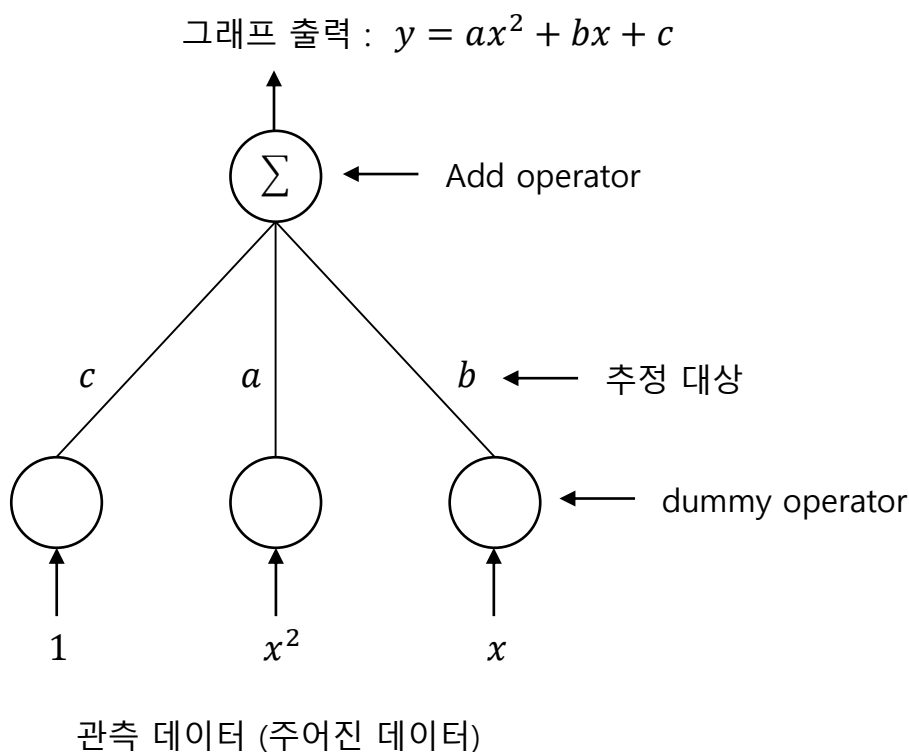 그래프 출력 : y = ax² + bx + c
∑
Add operator
c a b 추정 대상
dummy operator
1 x² x
관측 데이터 (주어진 데이터)